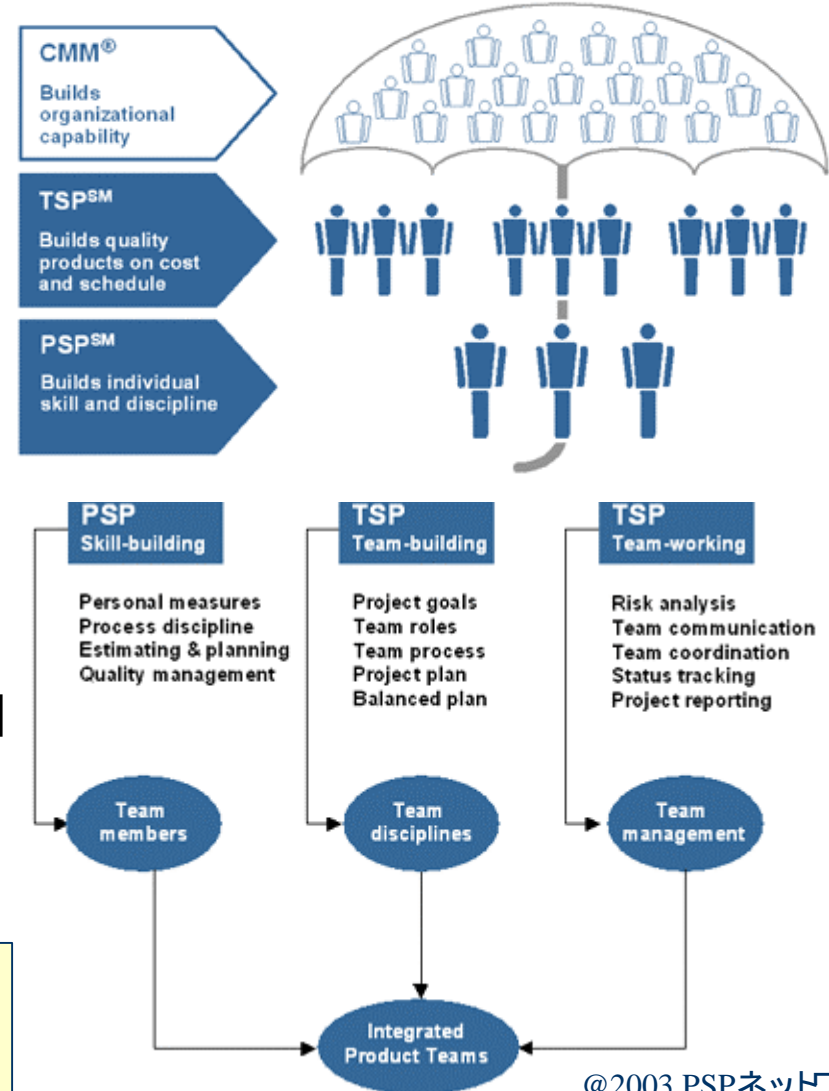 CMM®
Builds
organizational
capability
TSP℠
Builds quality
products on cost
and schedule
PSP℠
Builds individual
skill and discipline
PSP
Skill-building
Personal measures
Process discipline
Estimating & planning
Quality management
TSP
Team-building
Project goals
Team roles
Team process
Project plan
Balanced plan
TSP
Team-working
Risk analysis
Team communication
Team coordination
Status tracking
Project reporting
Team
members
Team
disciplines
Team
management
Integrated
Product Teams
@2003 PSPネット